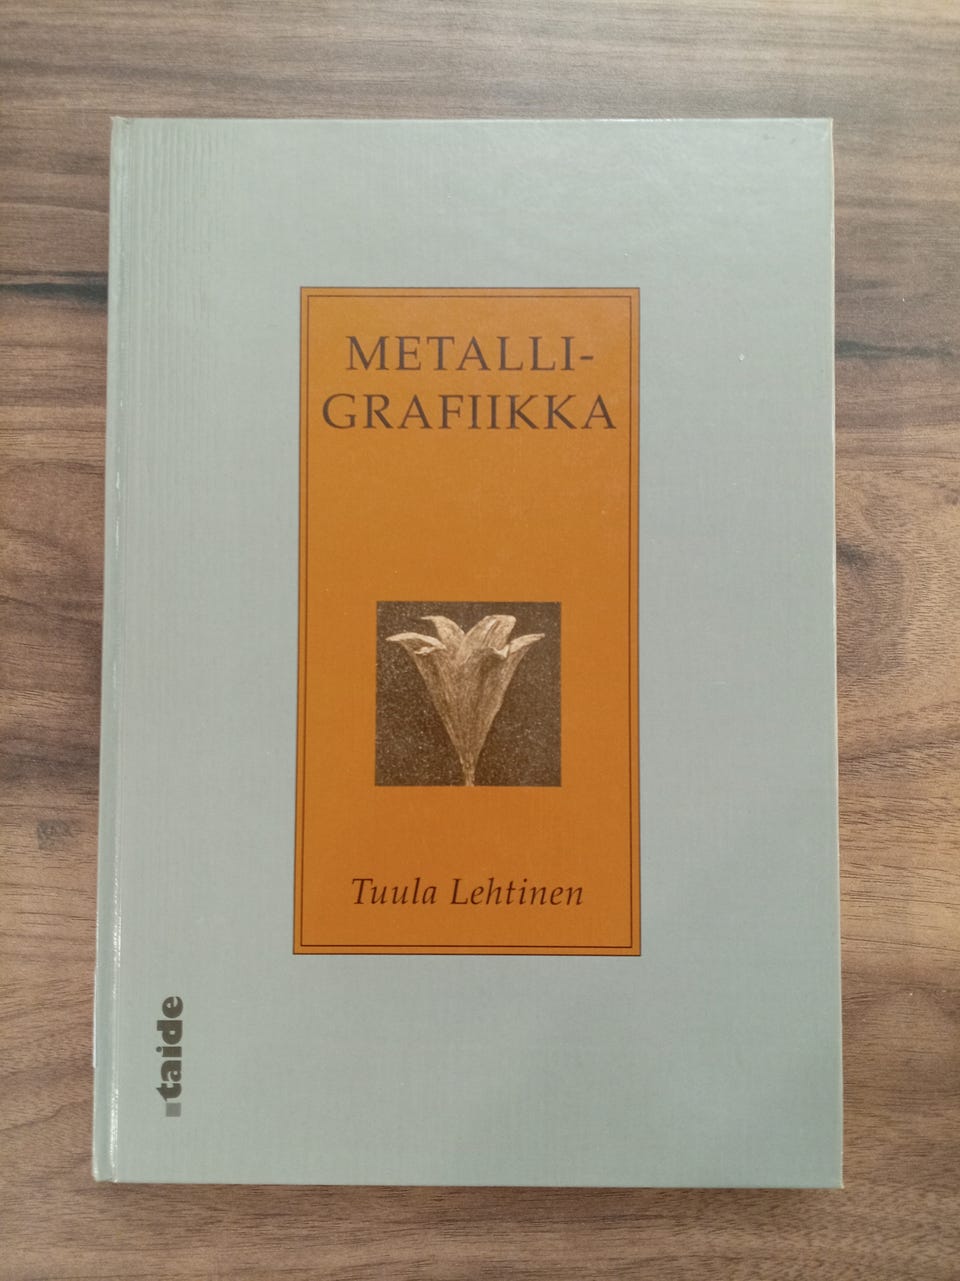 METALLI-
GRAFIIKKA
Tuula Lehtinen
taide